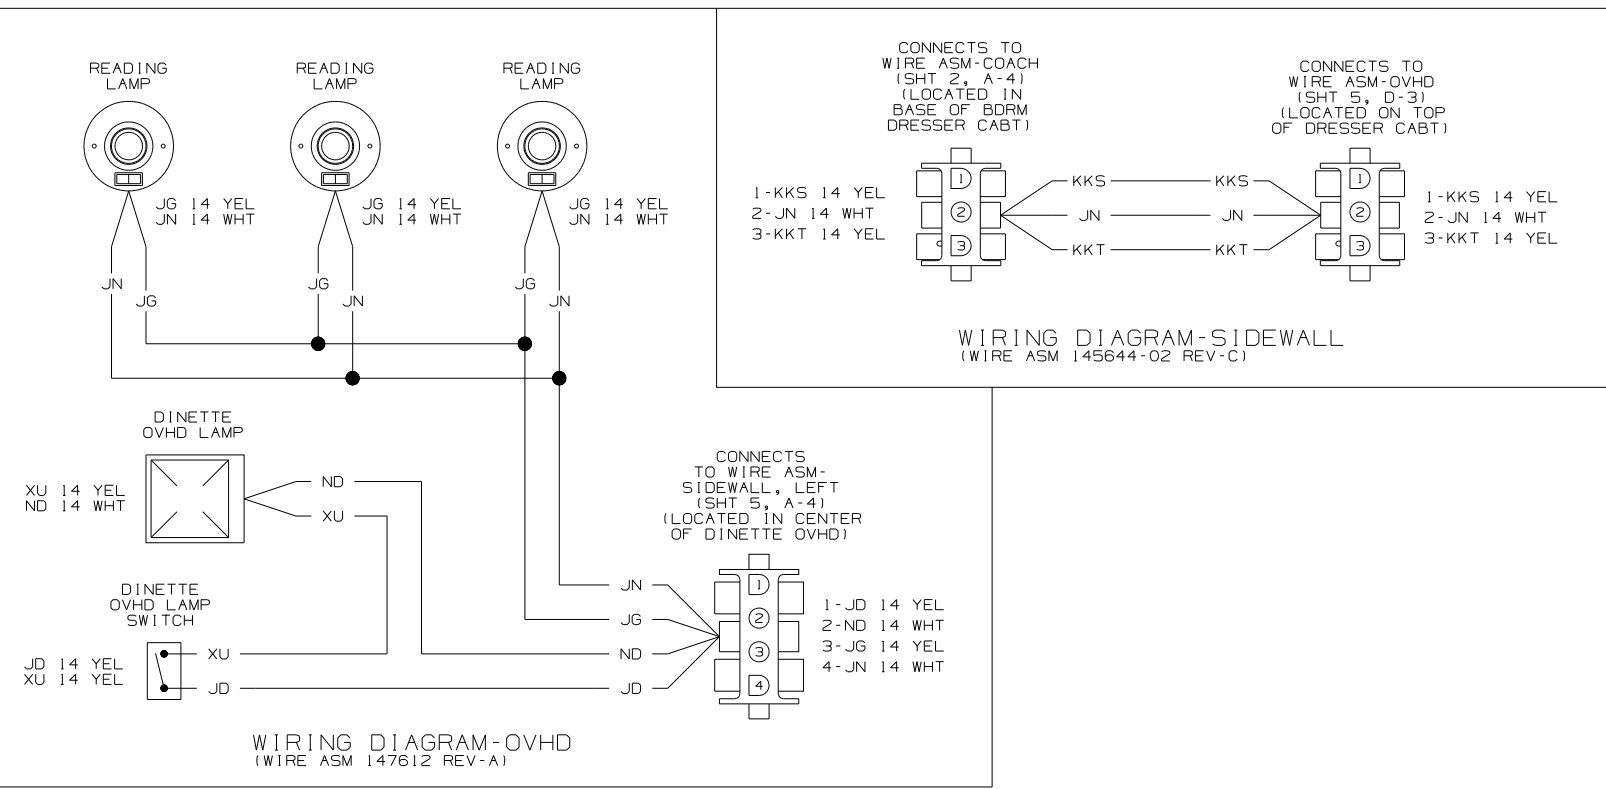 READING
LAMP
READING
LAMP
READING
LAMP
JG 14 YEL
JN 14 WHT
JG 14 YEL
JN 14 WHT
JG 14 YEL
JN 14 WHT
JN
JG
JG
JN
JG
JN
DINETTE
OVHD LAMP
XU 14 YEL
ND 14 WHT
ND
XU
DINETTE
OVHD LAMP
SWITCH
JD 14 YEL
XU 14 YEL
XU
JD
CONNECTS
TO WIRE ASM-
SIDEWALL, LEFT
(SHT 5, A-4)
(LOCATED IN CENTER
OF DINETTE OVHD)
JN
JG
ND
JD
1
2
3
4
1-JD 14 YEL
2-ND 14 WHT
3-JG 14 YEL
4-JN 14 WHT
WIRING DIAGRAM-OVHD
(WIRE ASM 147612 REV-A)
CONNECTS TO
WIRE ASM-COACH
(SHT 2, A-4)
(LOCATED IN
BASE OF BDRM
DRESSER CABT)
1-KKS 14 YEL
2-JN 14 WHT
3-KKT 14 YEL
1
2
3
KKS
JN
KKT
KKS
JN
KKT
CONNECTS TO
WIRE ASM-OVHD
(SHT 5, D-3)
(LOCATED ON TOP
OF DRESSER CABT)
1
2
3
1-KKS 14 YEL
2-JN 14 WHT
3-KKT 14 YEL
WIRING DIAGRAM-SIDEWALL
(WIRE ASM 145644-02 REV-C)